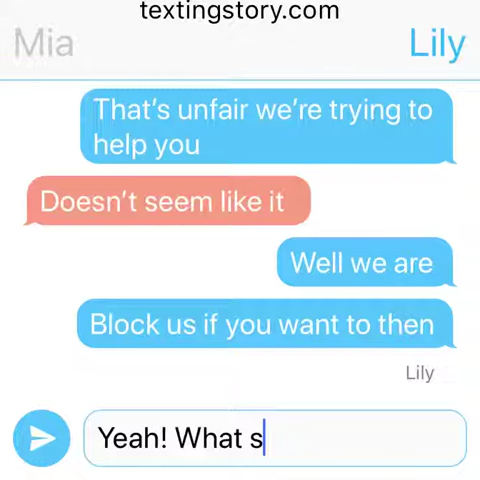 textingstory.com
Mia
Lily
That's unfair we're trying to
help you
Doesn't seem like it
Well we are
Block us if you want to then
Lily
Yeah! What s